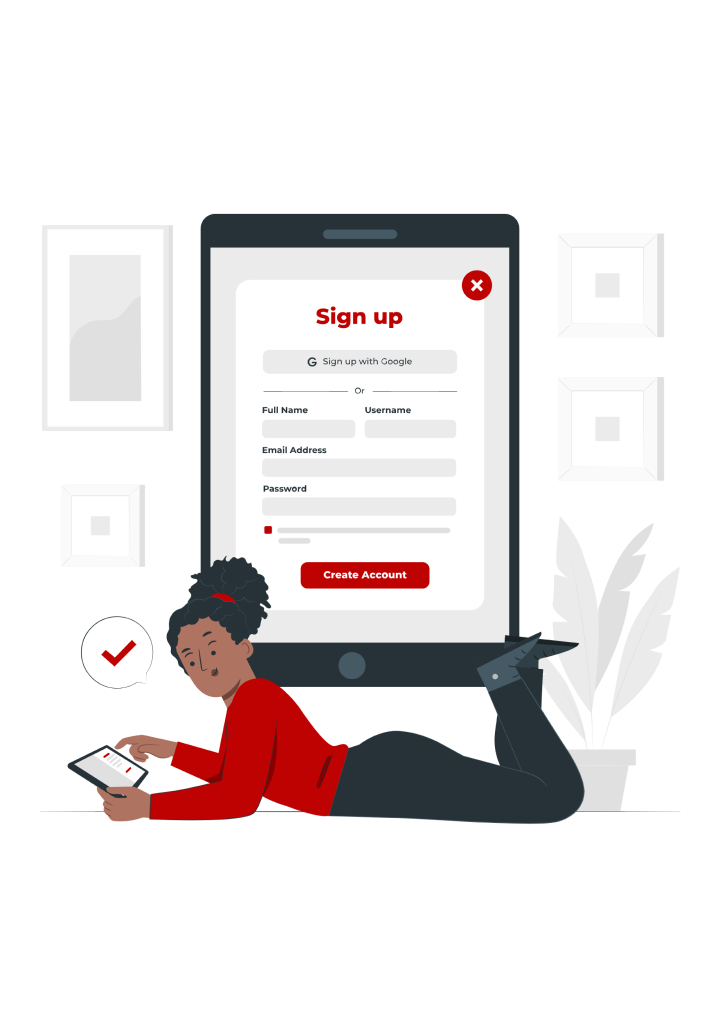 Sign up
G Sign up with Google
Or
Full Name Username
Email Address
Password
Create Account